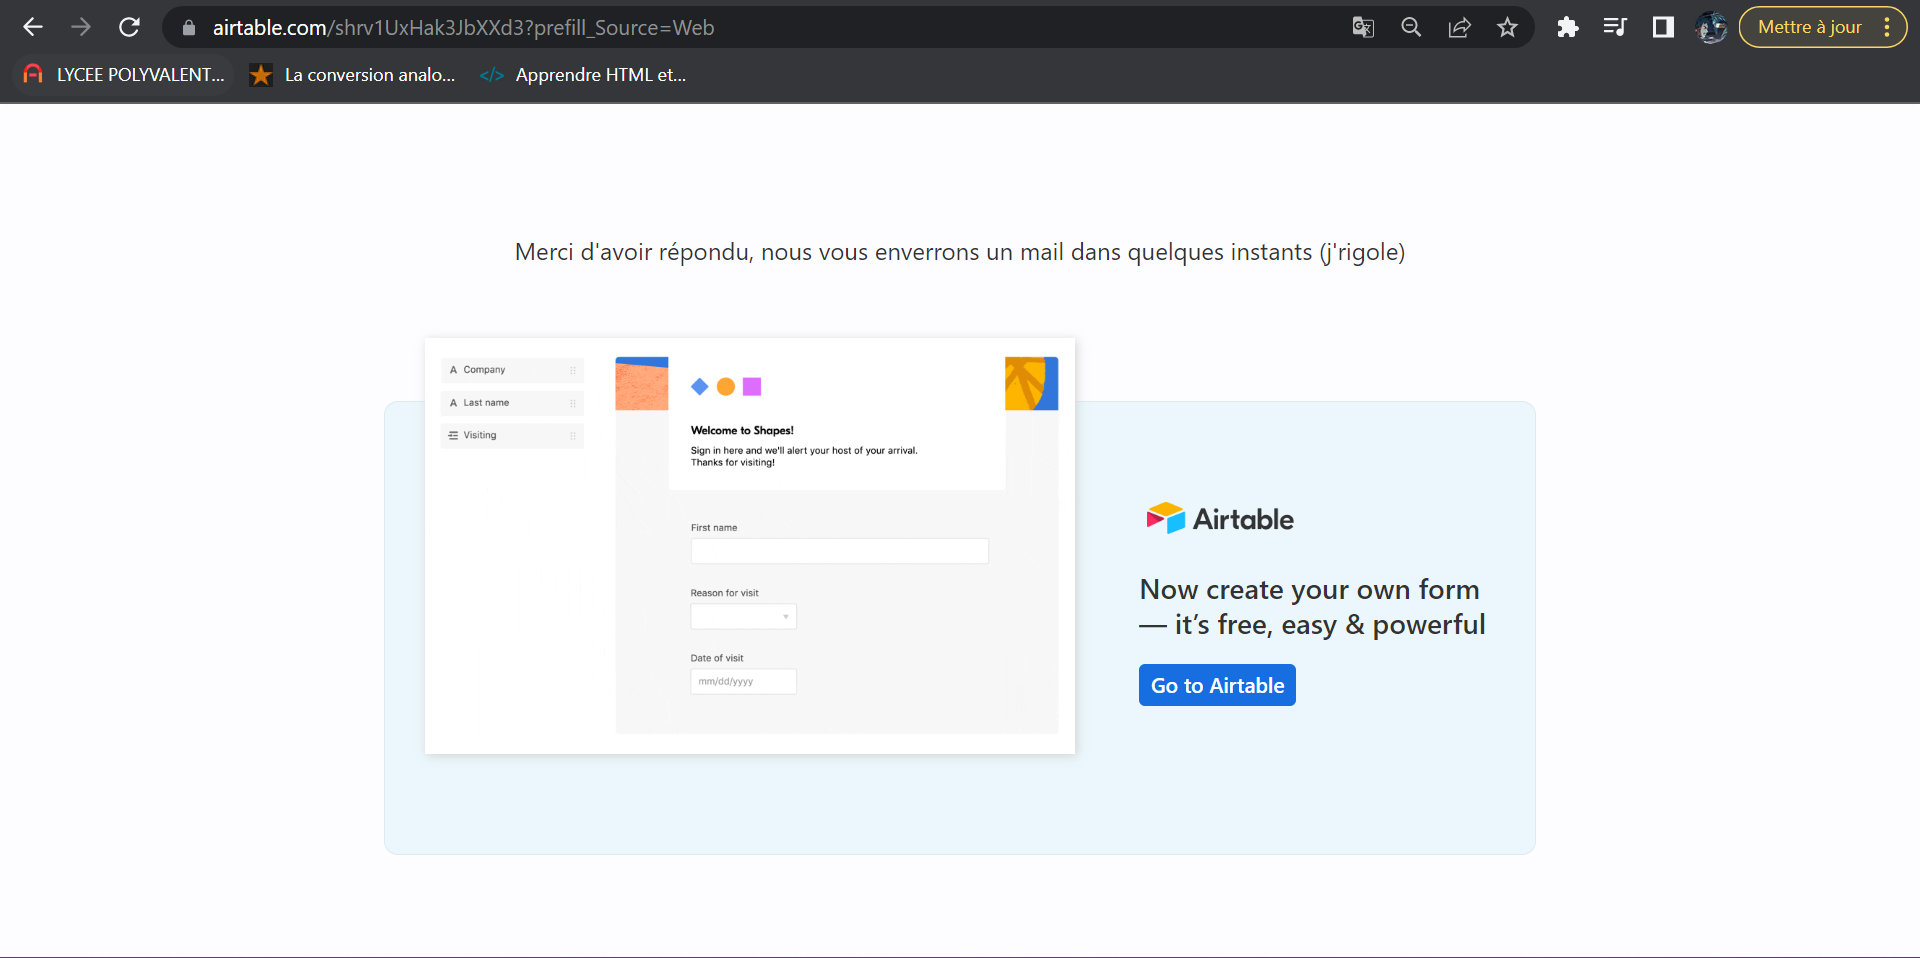 airtable.com/shrv1UxHak3JbXXd3?prefill_Source=Web
Mettre à jour
LYCEE POLYVALENT...
La conversion analo...
</> Apprendre HTML et...
Merci d'avoir répondu, nous vous enverrons un mail dans quelques instants (j'rigole)
A Company
A Last name
Visiting
Welcome to Shapes!
Sign in here and we'll alert your host of your arrival.
Thanks for visiting!
First name
Reason for visit
Date of visit
mm/dd/yyyy
Airtable
Now create your own form
— it’s free, easy & powerful
Go to Airtable